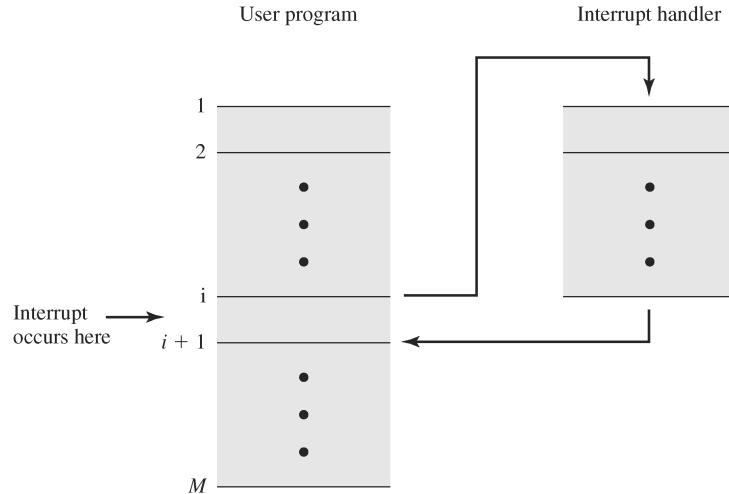 User program
Interrupt handler
1
2
i
Interrupt
occurs here
i + 1
M